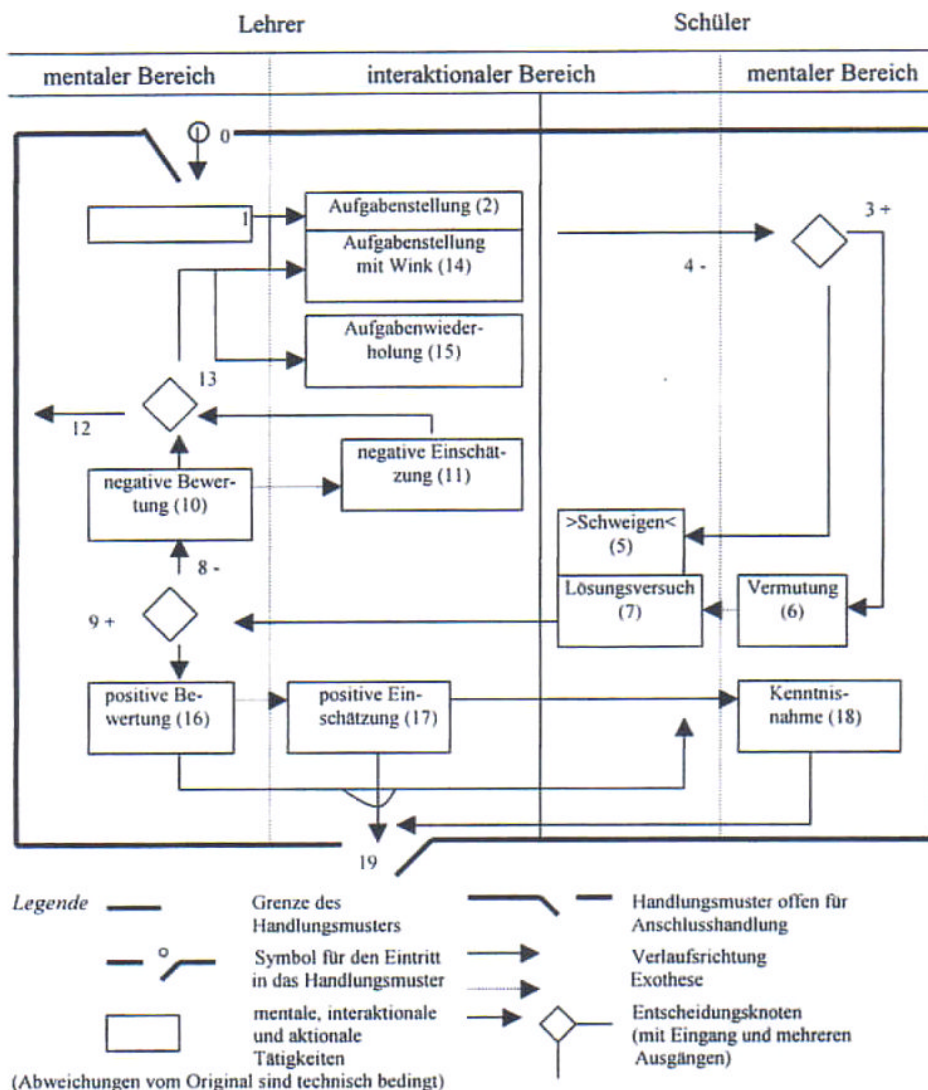 Lehrer
Schüler
mentaler Bereich
interaktionaler Bereich
mentaler Bereich
0
1
Aufgabenstellung (2)
Aufgabenstellung
mit Wink (14)
Aufgabenwieder-
holung (15)
3 +
4 -
13
12
negative Bewer-
tung (10)
negative Einschät-
zung (11)
>Schweigen<
(5)
8 -
9 +
Lösungsversuch
(7)
Vermutung
(6)
positive Be-
wertung (16)
positive Ein-
schätzung (17)
Kenntnis-
nahme (18)
19
Legende
Grenze des
Handlungsmusters
Handlungsmuster offen für
Anschlusshandlung
Symbol für den Eintritt
in das Handlungsmuster
Verlaufsrichtung
Exothese
mentale, interaktionale
und aktionale
Tätigkeiten
Entscheidungsknoten
(mit Eingang und mehreren
Ausgängen)
(Abweichungen vom Original sind technisch bedingt)